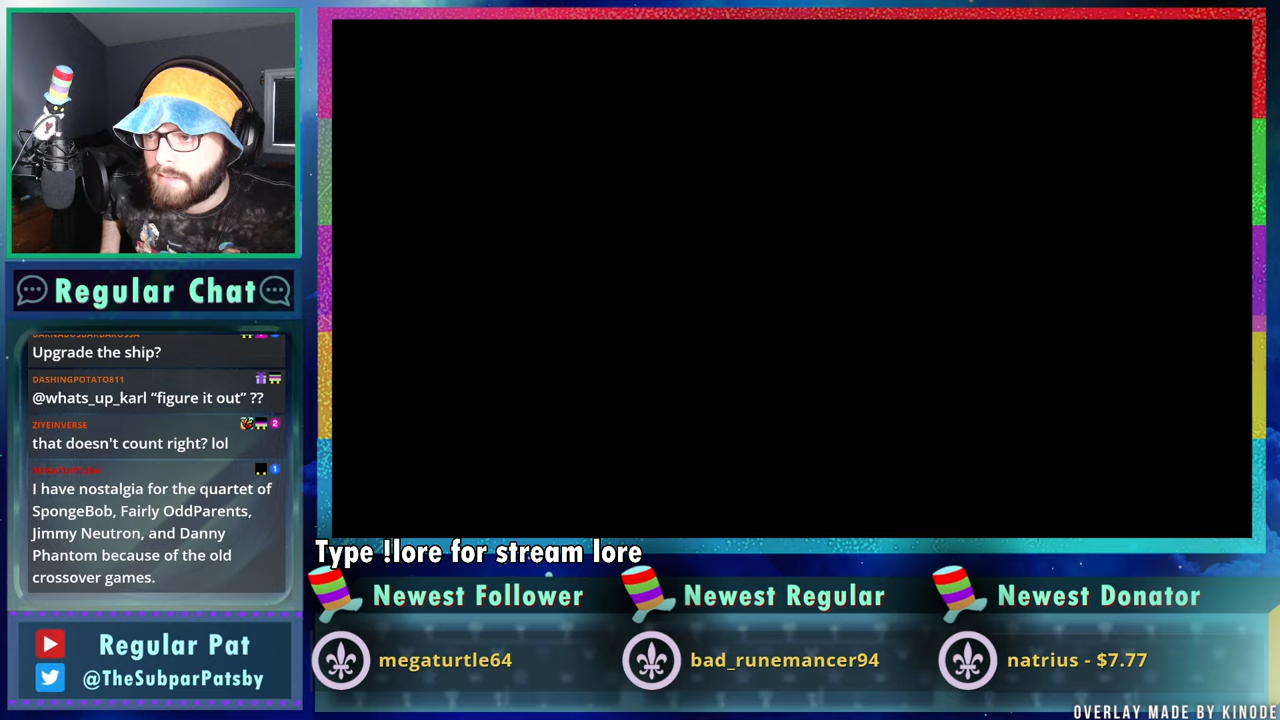 Regular Chat
Upgrade the ship?
DASHINGPOTATO811
@whats_up_karl “figure it out” ??
ZIYEINVERSE
2
that doesn't count right? lol
MEGATURTLE64
1
I have nostalgia for the quartet of
SpongeBob, Fairly OddParents,
Jimmy Neutron, and Danny
Phantom because of the old
crossover games.
Regular Pat
@TheSubparPatsby
Type !lore for stream lore
Newest Follower
megaturtle64
Newest Regular
bad_runemancer94
Newest Donator
natrius - $7.77
OVERLAY MADE BY KINODE